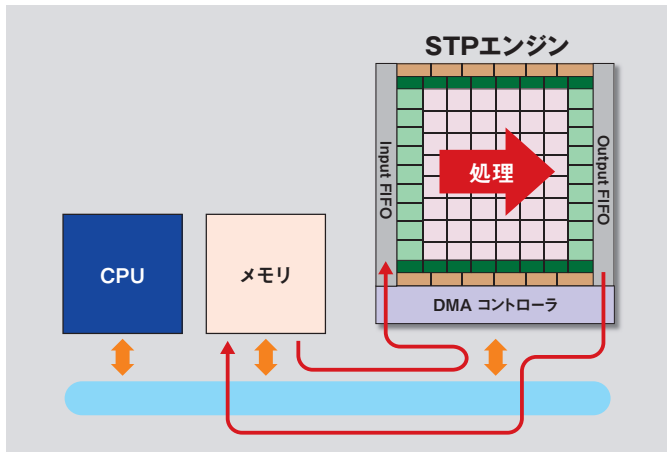 STPエンジン
Input FIFO
処理
Output FIFO
CPU
メモリ
DMA コントローラ